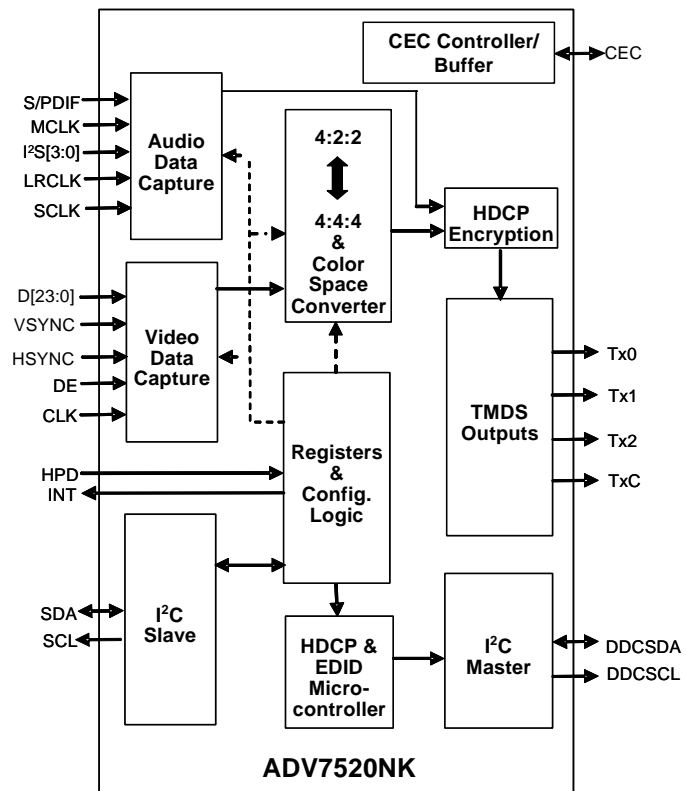 CEC Controller/
Buffer
CEC
S/PDIF
MCLK
I²S[3:0]
LRCLK
SCLK
Audio
Data
Capture
4:2:2
4:4:4
&
Color
Space
Converter
HDCP
Encryption
D[23:0]
VSYNC
HSYNC
DE
CLK
Video
Data
Capture
TMDS
Outputs
Tx0
Tx1
Tx2
TxC
HPD
INT
Registers
&
Config.
Logic
SDA
SCL
I²C
Slave
HDCP &
EDID
Micro-
controller
I²C
Master
DDCSDA
DDCSCL
ADV7520NK